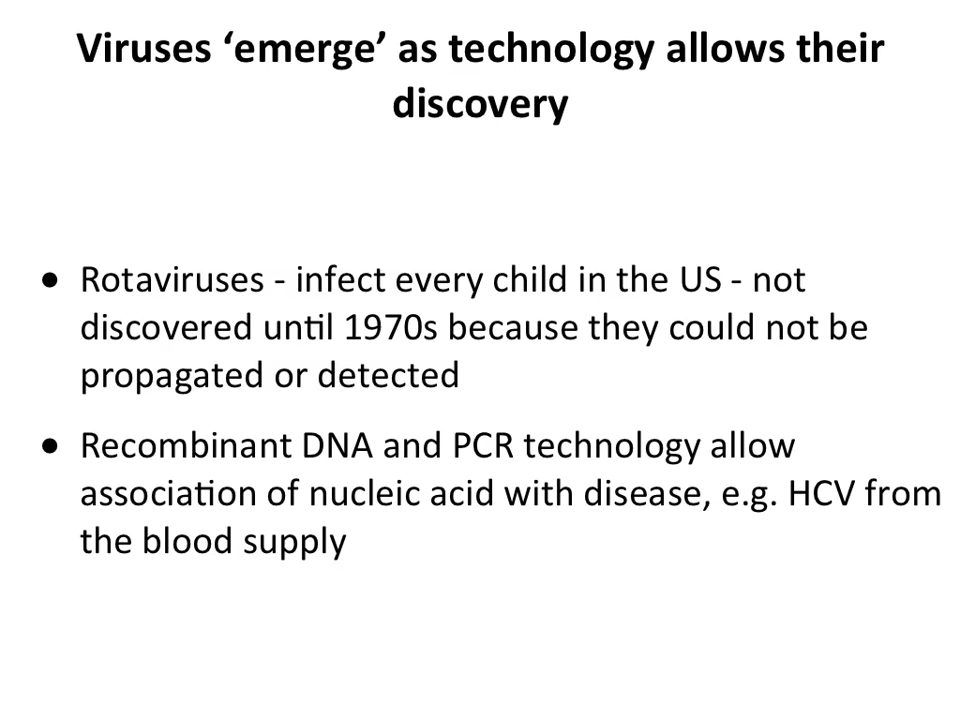 Viruses ‘emerge’ as technology allows their
discovery
• Rotaviruses - infect every child in the US - not
discovered until 1970s because they could not be
propagated or detected
• Recombinant DNA and PCR technology allow
association of nucleic acid with disease, e.g. HCV from
the blood supply